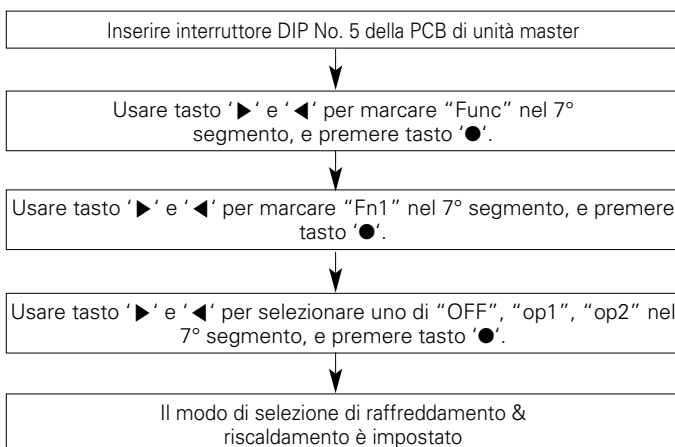 Inserire interruttore DIP No. 5 della PCB di unità master
Usare tasto ‘▶‘ e ‘◀‘ per marcare “Func” nel 7°
segmento, e premere tasto ‘●‘.
Usare tasto ‘▶‘ e ‘◀‘ per marcare “Fn1” nel 7° segmento, e premere
tasto ‘●‘.
Usare tasto ‘▶‘ e ‘◀‘ per selezionare uno di “OFF”, “op1”, “op2” nel
7° segmento, e premere tasto ‘●‘.
Il modo di selezione di raffreddamento &
riscaldamento è impostato